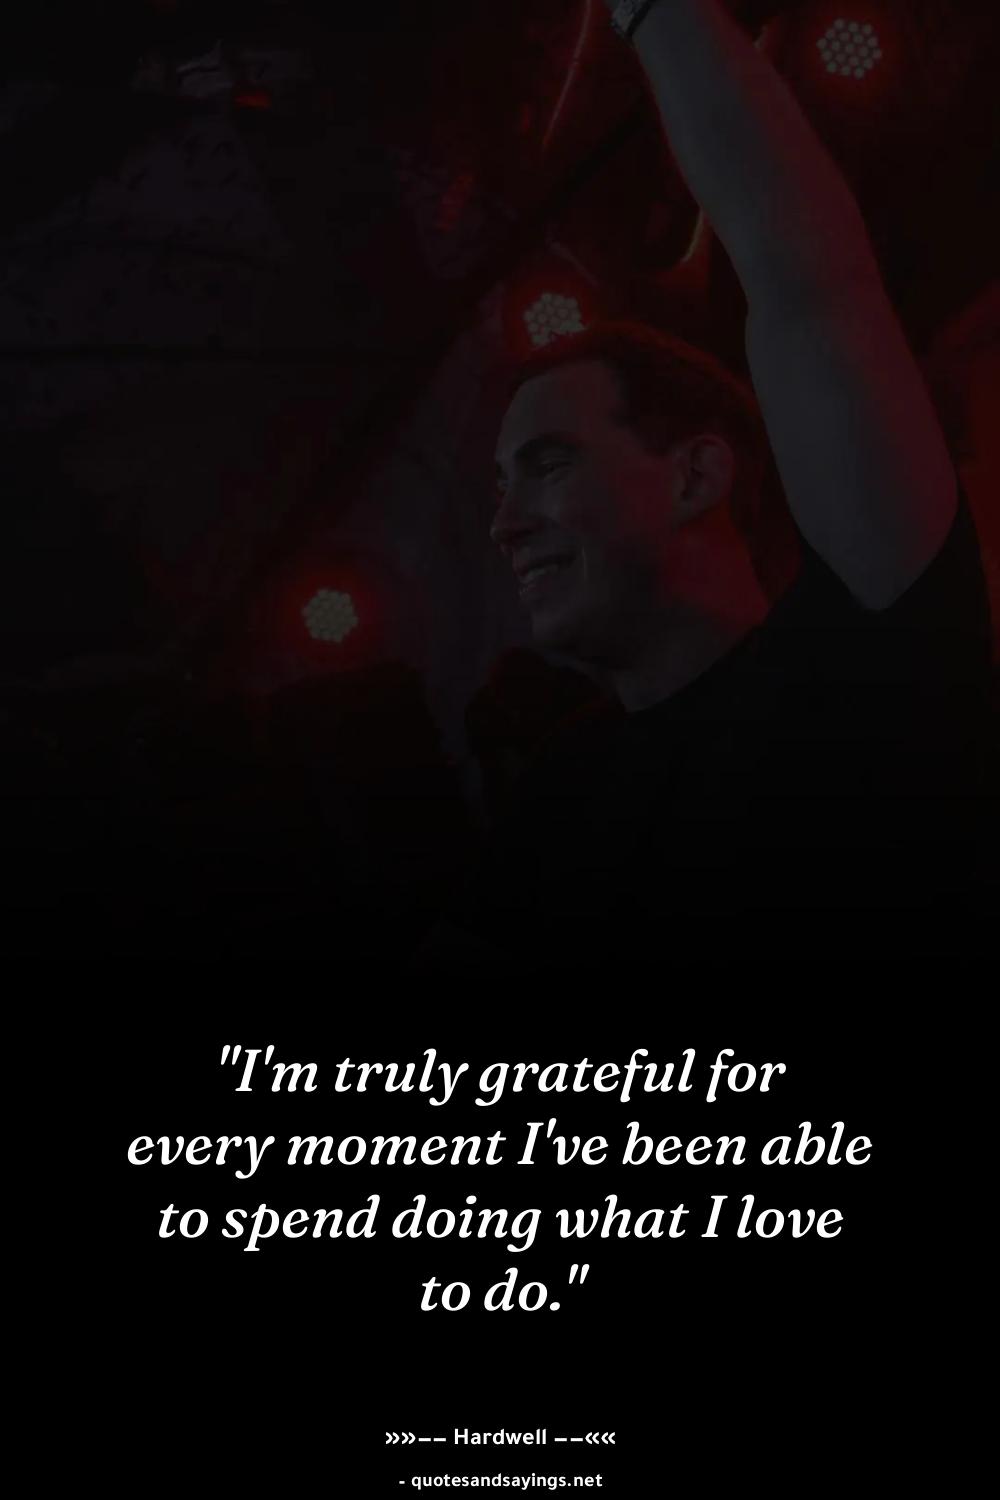 "I'm truly grateful for
every moment I've been able
to spend doing what I love
to do."
»»−− Hardwell −−««
- quotesandsayings.net